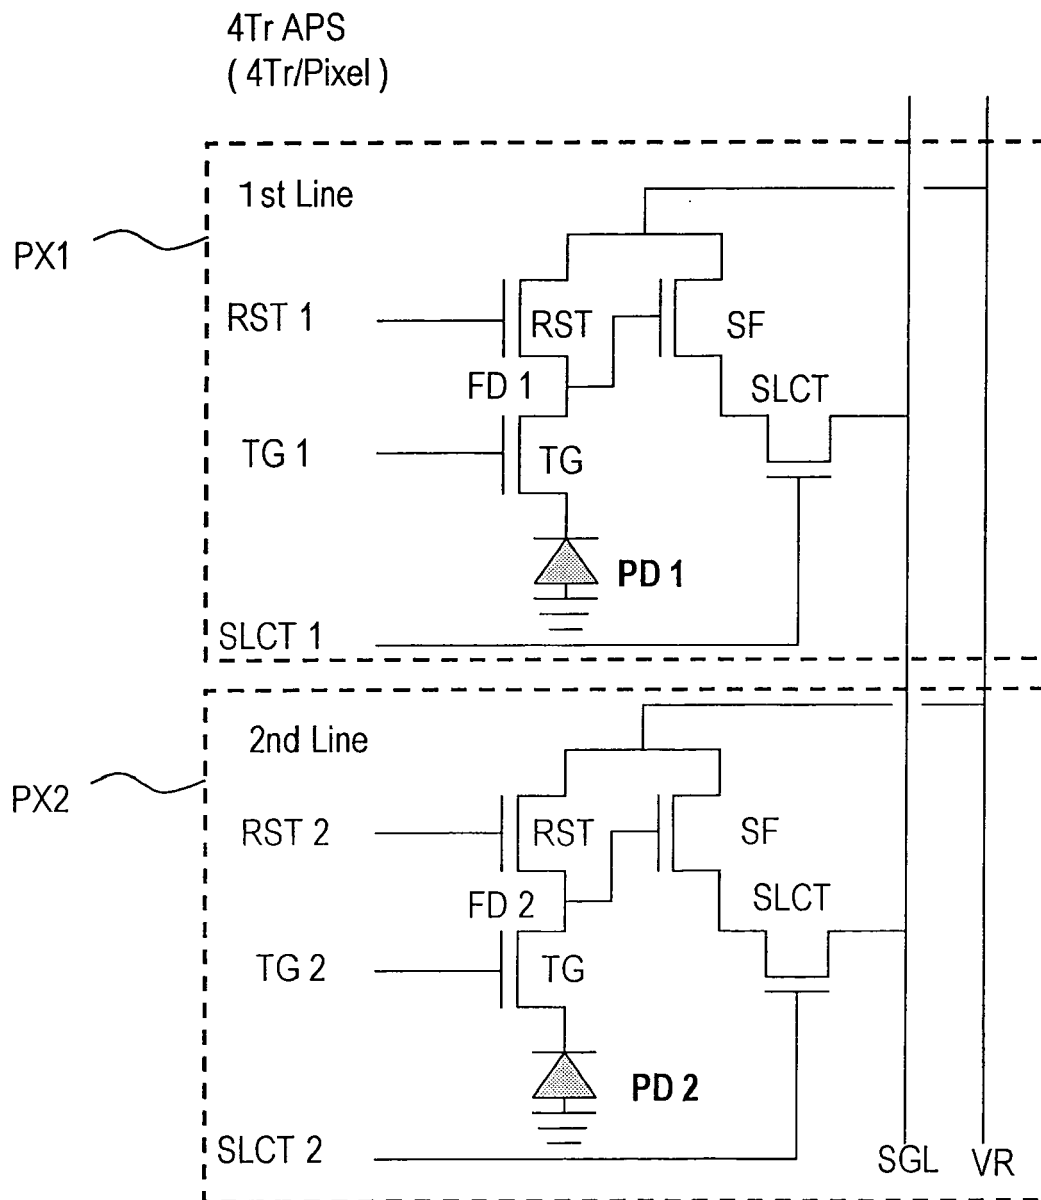 4Tr APS
( 4Tr/Pixel )
1st Line
PX1
RST 1
RST
SF
FD 1
SLCT
TG 1
TG
PD 1
SLCT 1
2nd Line
PX2
RST 2
RST
SF
FD 2
SLCT
TG 2
TG
PD 2
SLCT 2
SGL
VR